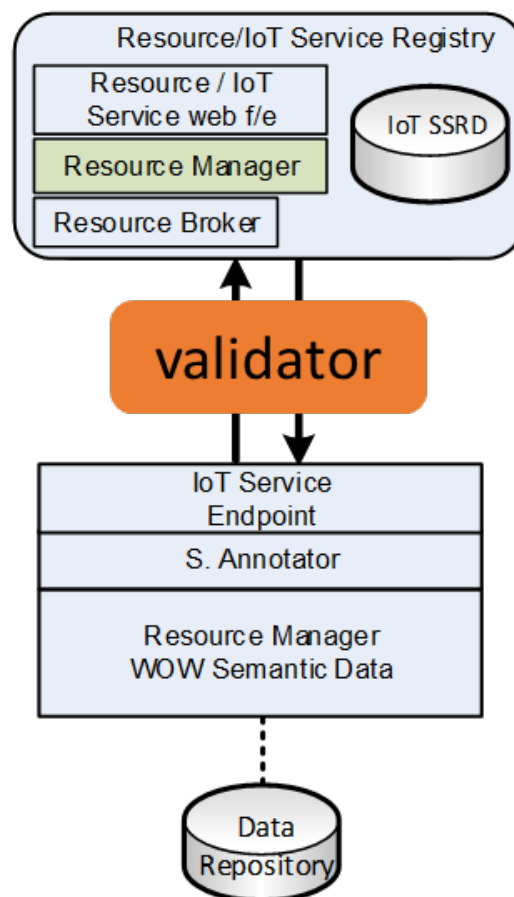 Resource/IoT Service Registry
Resource / IoT
Service web f/e
IoT SSRD
Resource Manager
Resource Broker
validator
IoT Service
Endpoint
S. Annotator
Resource Manager
WOW Semantic Data
Data
Repository